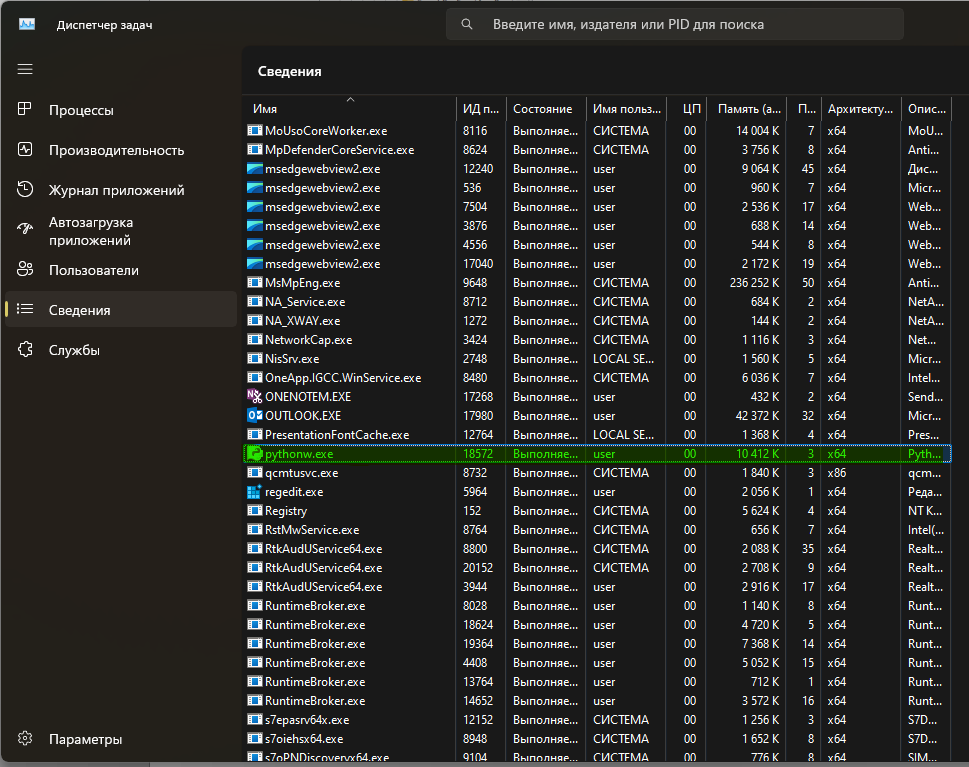 Диспетчер задач
Введите имя, издателя или PID для поиска
Процессы
Производительность
Журнал приложений
Автозагрузка
приложений
Пользователи
Сведения
Службы
Параметры
Сведения
Имя ИД п... Состояние Имя польз... ЦП Память (а... П... Архитекту... Опис...
MoUsoCoreWorker.exe 8116 Выполняе... СИСТЕМА 00 14 004 K 7 x64 MoU...
MpDefenderCoreService.exe 8624 Выполняе... СИСТЕМА 00 3 756 K 8 x64 Anti...
msedgewebview2.exe 12240 Выполняе... user 00 9 064 K 45 x64 Дис...
msedgewebview2.exe 536 Выполняе... user 00 960 K 7 x64 Micr...
msedgewebview2.exe 7504 Выполняе... user 00 2 536 K 17 x64 Web...
msedgewebview2.exe 3876 Выполняе... user 00 688 K 14 x64 Web...
msedgewebview2.exe 4556 Выполняе... user 00 544 K 8 x64 Web...
msedgewebview2.exe 17040 Выполняе... user 00 2 172 K 19 x64 Web...
MsMpEng.exe 9648 Выполняе... СИСТЕМА 00 236 252 K 50 x64 Anti...
NA_Service.exe 8712 Выполняе... СИСТЕМА 00 684 K 2 x64 NetA...
NA_XWAY.exe 1272 Выполняе... СИСТЕМА 00 144 K 2 x64 NetA...
NetworkCap.exe 3424 Выполняе... СИСТЕМА 00 1 116 K 3 x64 Net...
NisSrv.exe 2748 Выполняе... LOCAL SE... 00 1 560 K 5 x64 Micr...
OneApp.IGCC.WinService.exe 8480 Выполняе... СИСТЕМА 00 6 036 K 7 x64 Intel...
ONENOTEM.EXE 17268 Выполняе... user 00 432 K 2 x64 Send...
OUTLOOK.EXE 17980 Выполняе... user 00 42 372 K 32 x64 Micr...
PresentationFontCache.exe 12764 Выполняе... LOCAL SE... 00 1 368 K 4 x64 Pres...
pythonw.exe 18572 Выполняе... user 00 10 412 K 3 x64 Pyth...
qcmtusvc.exe 8732 Выполняе... СИСТЕМА 00 1 840 K 3 x86 qcm...
regedit.exe 5964 Выполняе... user 00 2 056 K 1 x64 Реда...
Registry 152 Выполняе... СИСТЕМА 00 5 624 K 4 x64 NT K...
RstMwService.exe 8764 Выполняе... СИСТЕМА 00 656 K 7 x64 Intel(...
RtkAudUService64.exe 8800 Выполняе... СИСТЕМА 00 2 088 K 35 x64 Realt...
RtkAudUService64.exe 20152 Выполняе... СИСТЕМА 00 2 708 K 9 x64 Realt...
RtkAudUService64.exe 3944 Выполняе... user 00 2 916 K 17 x64 Realt...
RuntimeBroker.exe 8028 Выполняе... user 00 1 140 K 8 x64 Runt...
RuntimeBroker.exe 18624 Выполняе... user 00 4 720 K 5 x64 Runt...
RuntimeBroker.exe 19364 Выполняе... user 00 7 368 K 14 x64 Runt...
RuntimeBroker.exe 4408 Выполняе... user 00 5 052 K 15 x64 Runt...
RuntimeBroker.exe 13764 Выполняе... user 00 712 K 1 x64 Runt...
RuntimeBroker.exe 14652 Выполняе... user 00 3 572 K 16 x64 Runt...
s7epasrv64x.exe 12152 Выполняе... СИСТЕМА 00 1 256 K 3 x64 S7D...
s7oiehsx64.exe 8948 Выполняе... СИСТЕМА 00 1 652 K 8 x64 S7D...
s7oPNDiscoveryx64.exe 9104 Выполняе... СИСТЕМА 00 776 K 8 x64 SIM...